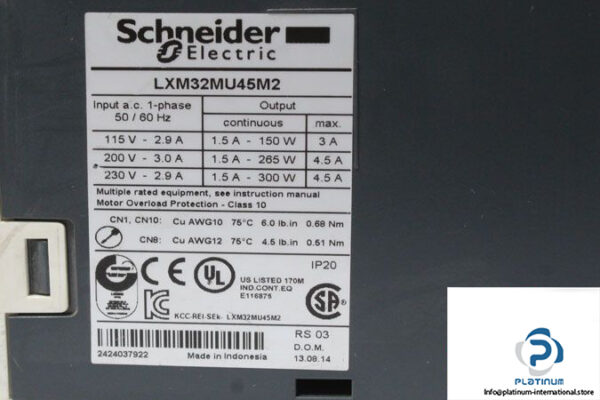 Schneider
Electric
LXM32MU45M2
Input a.c. 1-phase
50 / 60 Hz
Output
continuous max.
115 V - 2.9 A 1.5 A - 150 W 3 A
200 V - 3.0 A 1.5 A - 265 W 4.5 A
230 V - 2.9 A 1.5 A - 300 W 4.5 A
Multiple rated equipment, see instruction manual
Motor Overload Protection - Class 10
CN1, CN10: Cu AWG10 75°C 6.0 lb.in 0.68 Nm
CN8: Cu AWG12 75°C 4.5 lb.in 0.51 Nm
CE
UL
US LISTED 170M
IND.CONT.EQ
E116875
IP20
SA
KCC-REI-SEk- LXM32MU45M2
2424037922
Made in Indonesia
RS 03
D.O.M.
13.08.14
PLATINUM
Info@platinum-international.store